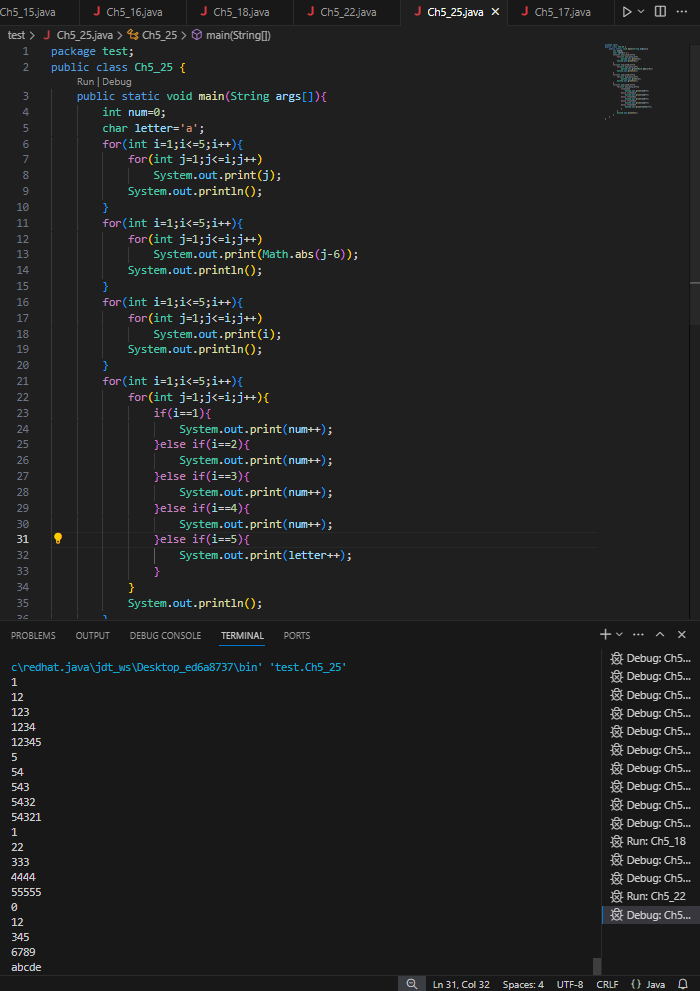 Ch5_15.java Ch5_16.java Ch5_18.java Ch5_22.java Ch5_25.java Ch5_17.java
test > Ch5_25.java > Ch5_25 > main(String[])
1 package test;
2 public class Ch5_25 {
Run | Debug
3 public static void main(String args[]){
4 int num=0;
5 char letter='a';
6 for(int i=1;i<=5;i++){
7 for(int j=1;j<=i;j++)
8 System.out.print(j);
9 System.out.println();
10 }
11 for(int i=1;i<=5;i++){
12 for(int j=1;j<=i;j++)
13 System.out.print(Math.abs(j-6));
14 System.out.println();
15 }
16 for(int i=1;i<=5;i++){
17 for(int j=1;j<=i;j++)
18 System.out.print(i);
19 System.out.println();
20 }
21 for(int i=1;i<=5;i++){
22 for(int j=1;j<=i;j++){
23 if(i==1){
24 System.out.print(num++);
25 }else if(i==2){
26 System.out.print(num++);
27 }else if(i==3){
28 System.out.print(num++);
29 }else if(i==4){
30 System.out.print(num++);
31 }else if(i==5){
32 System.out.print(letter++);
33 }
34 }
35 System.out.println();
36 }
PROBLEMS OUTPUT DEBUG CONSOLE TERMINAL PORTS
c\redhat.java\jdt_ws\Desktop_ed6a8737\bin' 'test.Ch5_25'
1
12
123
1234
12345
5
54
543
5432
54321
1
22
333
4444
55555
0
12
345
6789
abcde
Debug: Ch5...
Debug: Ch5...
Debug: Ch5...
Debug: Ch5...
Debug: Ch5...
Debug: Ch5...
Debug: Ch5...
Debug: Ch5...
Debug: Ch5...
Debug: Ch5...
Run: Ch5_18
Debug: Ch5...
Debug: Ch5...
Run: Ch5_22
Debug: Ch5...
Ln 31, Col 32 Spaces: 4 UTF-8 CRLF {} Java